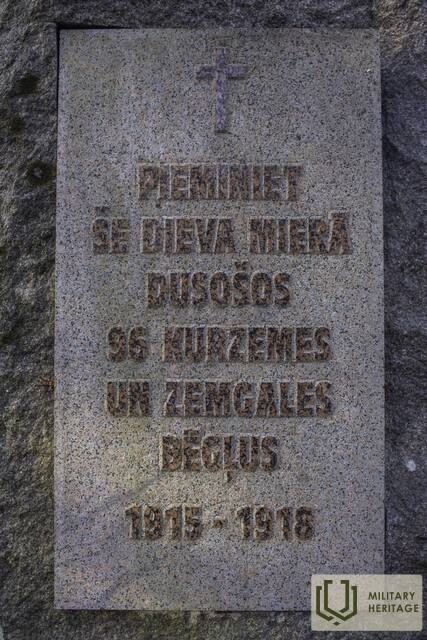 PIEMINIET
ŠE DIEVA MIERĀ
DUSOŠOS
96 KURZEMES
UN ZEMGALES
BĒGĻUS
1915 - 1918
MILITARY
HERITAGE